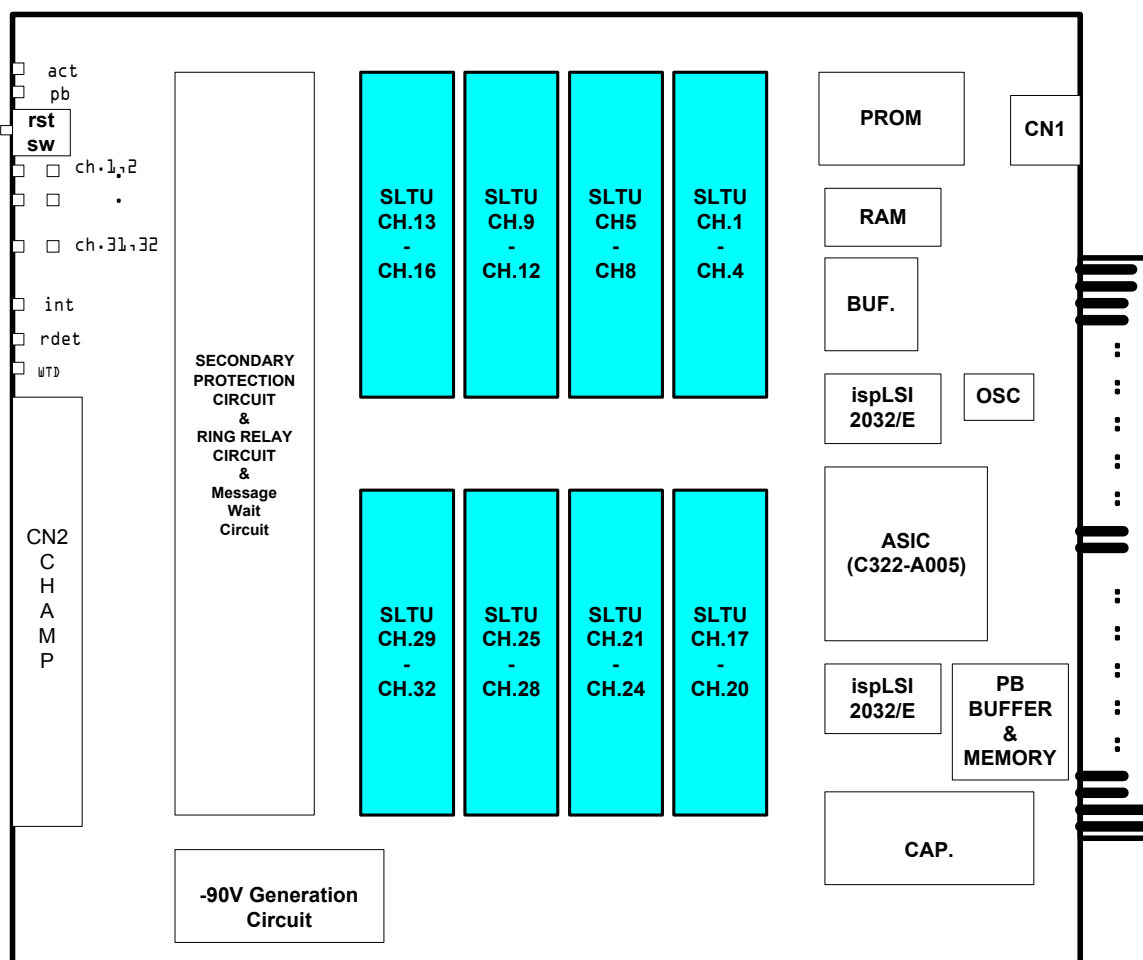 act
pb
rst
sw
ch.1,2
.
.
ch.31,32
int
rdet
WTD
CN2
C
H
A
M
P
SECONDARY
PROTECTION
CIRCUIT
&
RING RELAY
CIRCUIT
&
Message
Wait
Circuit
-90V Generation
Circuit
SLTU
CH.13
-
CH.16
SLTU
CH.9
-
CH.12
SLTU
CH5
-
CH8
SLTU
CH.1
-
CH.4
SLTU
CH.29
-
CH.32
SLTU
CH.25
-
CH.28
SLTU
CH.21
-
CH.24
SLTU
CH.17
-
CH.20
PROM
CN1
RAM
BUF.
ispLSI
2032/E
OSC
ASIC
(C322-A005)
ispLSI
2032/E
PB
BUFFER
&
MEMORY
CAP.